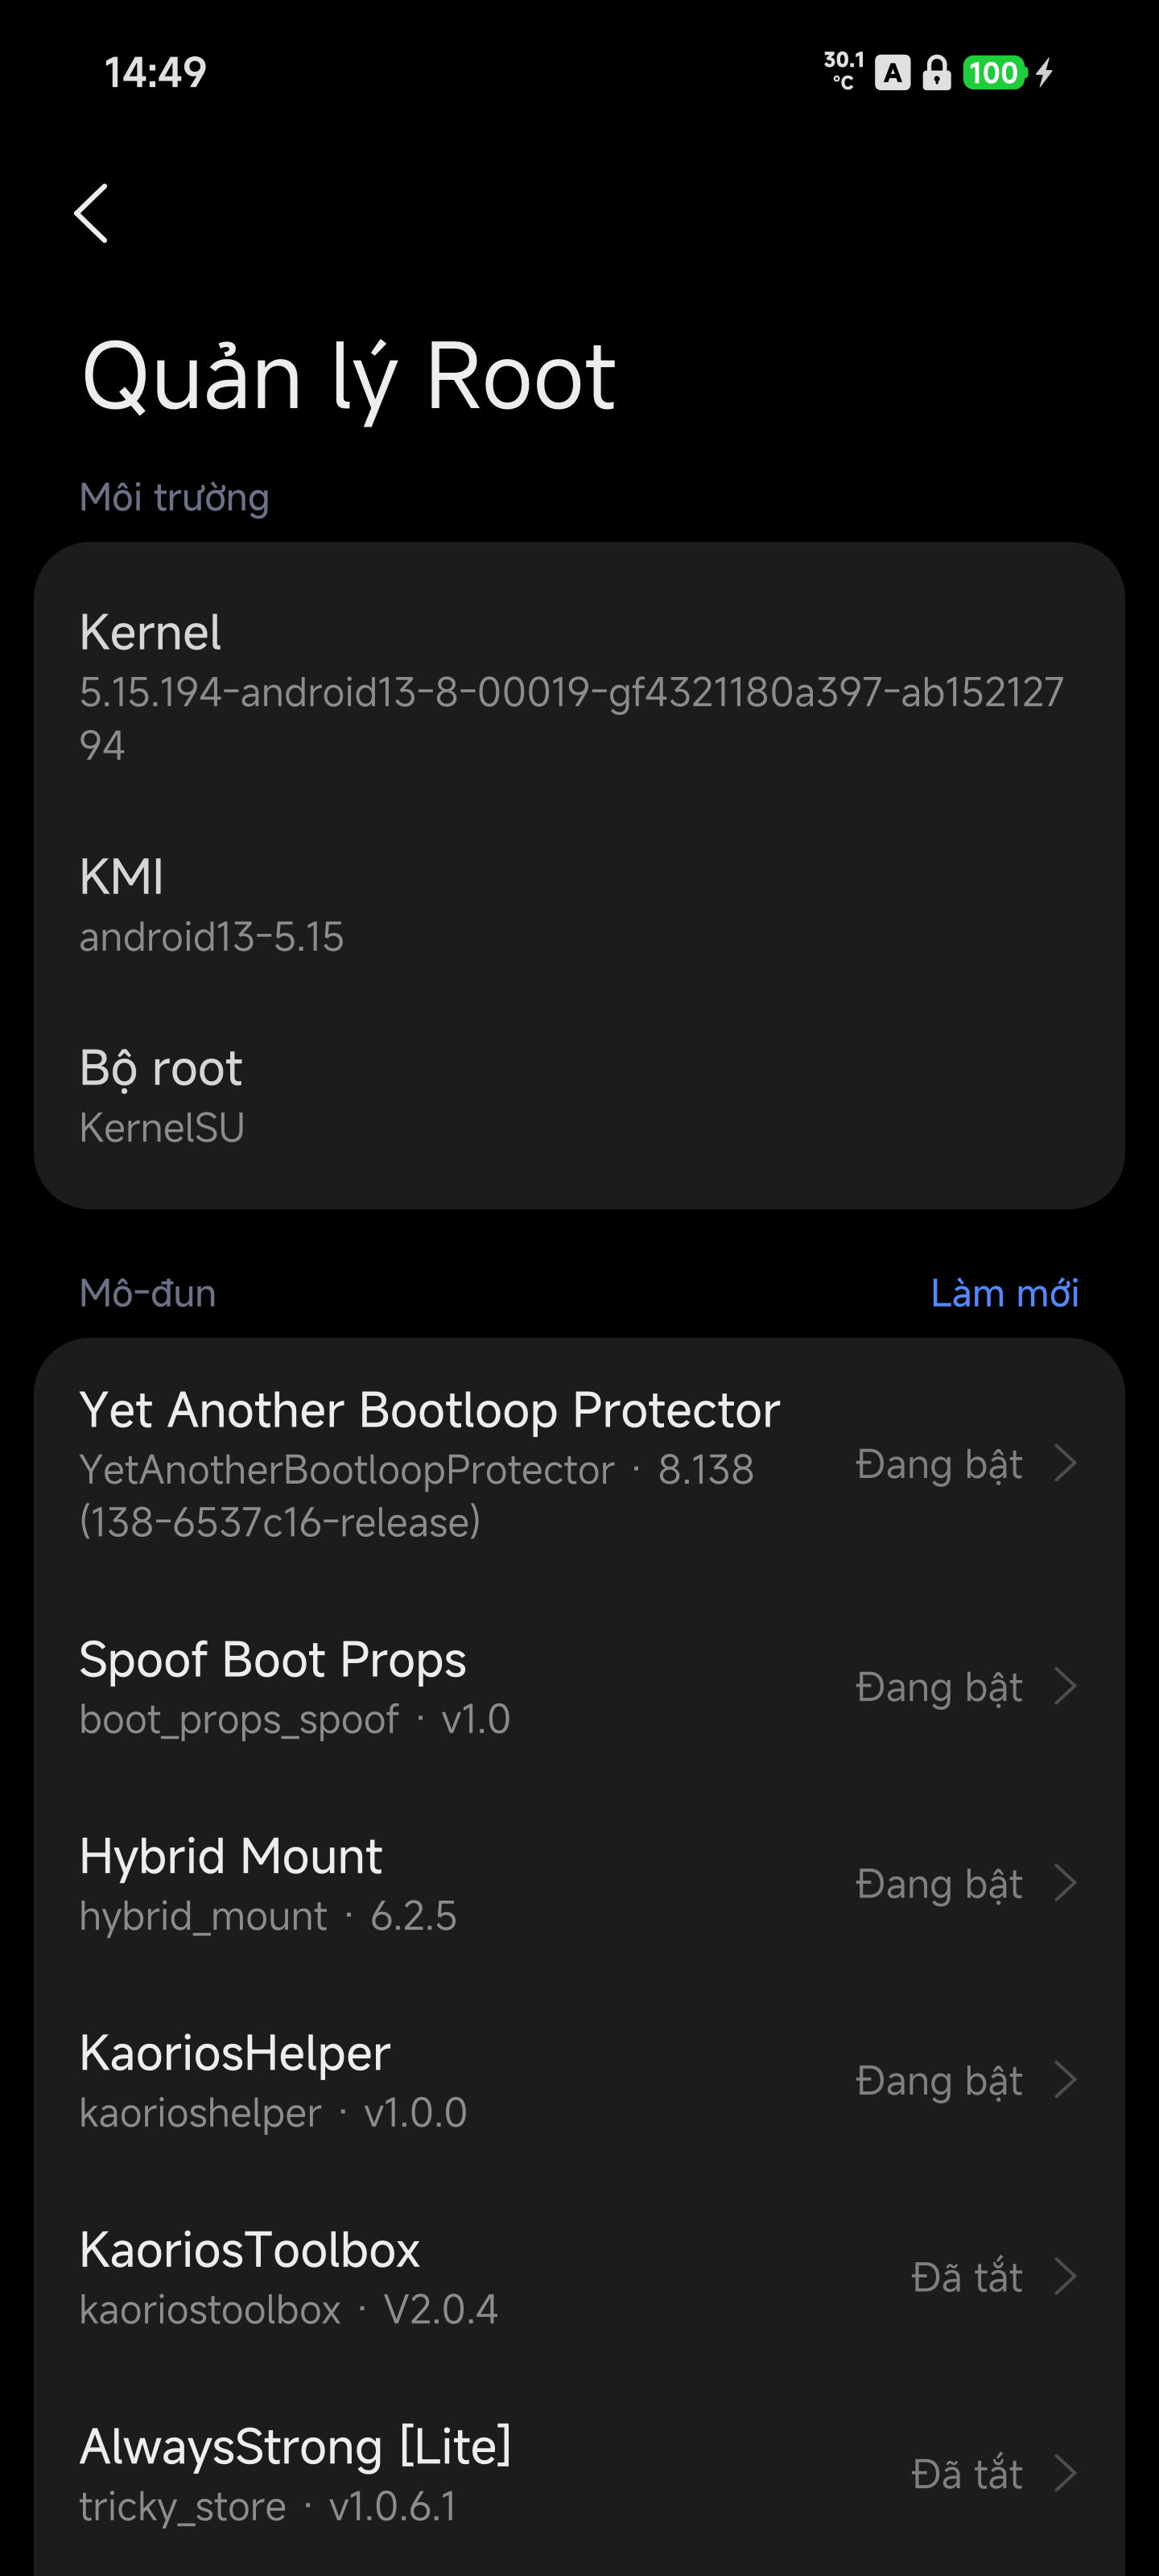 14:49
30.1
°C
A
100
Quản lý Root
Môi trường
Kernel
5.15.194-android13-8-00019-gf4321180a397-ab152127
94
KMI
android13-5.15
Bộ root
KernelSU
Mô-đun
Làm mới
Yet Another Bootloop Protector
YetAnotherBootloopProtector · 8.138
(138-6537c16-release)
Đang bật
Spoof Boot Props
boot_props_spoof · v1.0
Đang bật
Hybrid Mount
hybrid_mount · 6.2.5
Đang bật
KaoriosHelper
kaorioshelper · v1.0.0
Đang bật
KaoriosToolbox
kaoriostoolbox · V2.0.4
Đã tắt
AlwaysStrong [Lite]
tricky_store · v1.0.6.1
Đã tắt